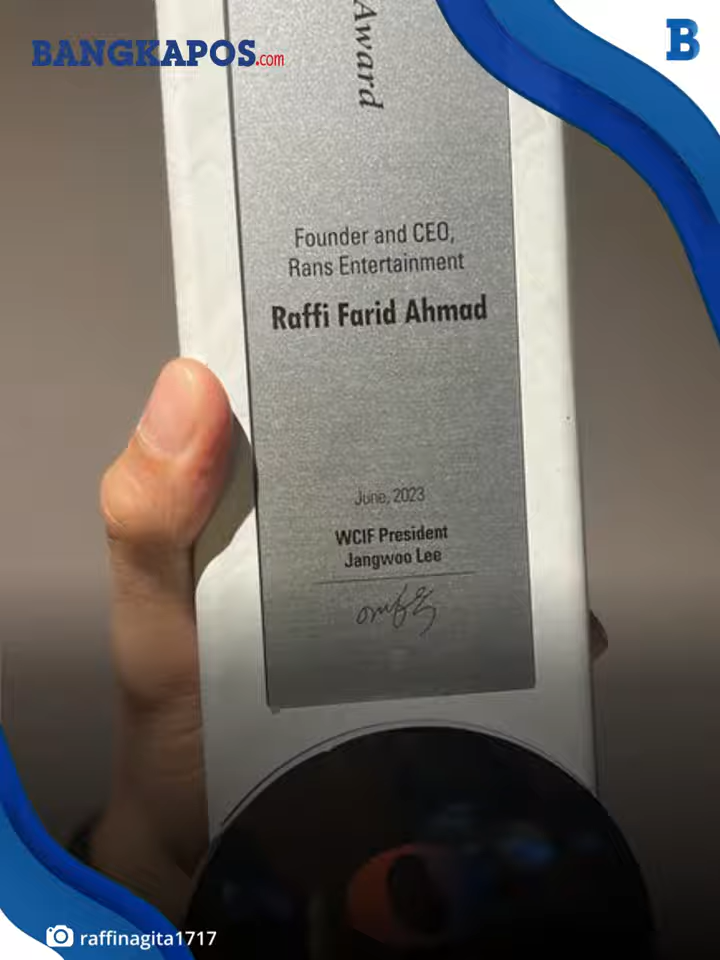 BANGKAPOS.com
B
Award
Founder and CEO,
Rans Entertainment
Raffi Farid Ahmad
June, 2023
WCIF President
Jangwoo Lee
raffinagita1717